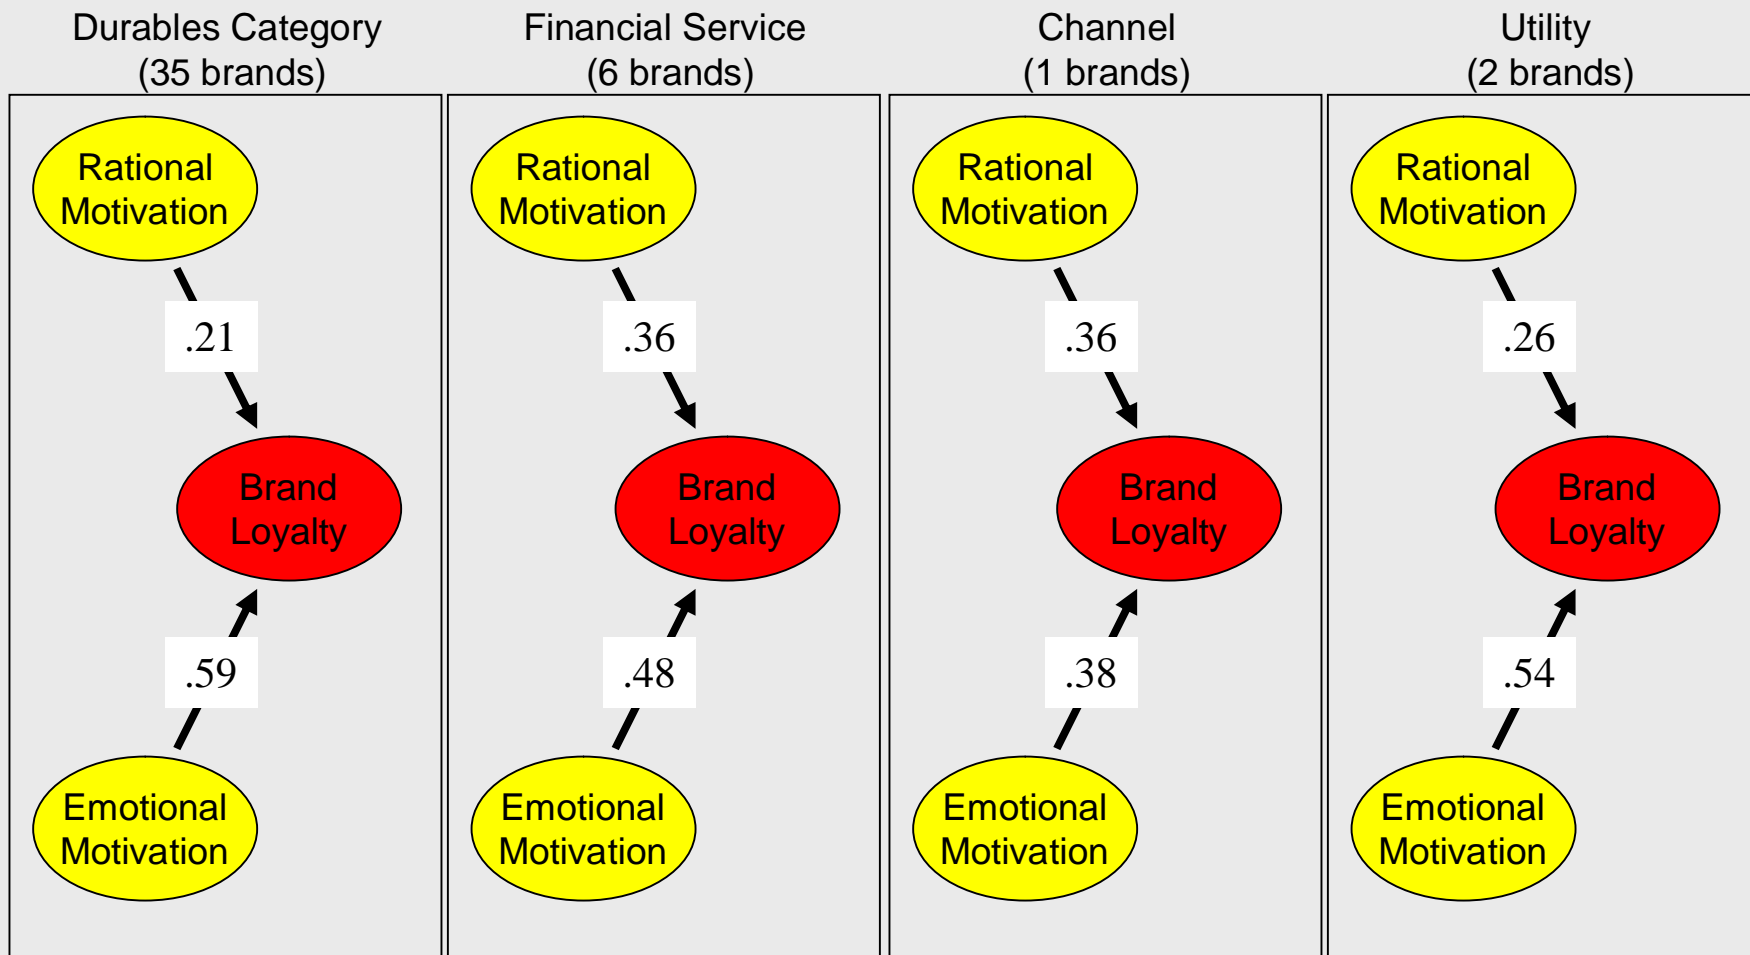 Durables Category
(35 brands)
Rational
Motivation
.21
Brand
Loyalty
.59
Emotional
Motivation
Financial Service
(6 brands)
Rational
Motivation
.36
Brand
Loyalty
.48
Emotional
Motivation
Channel
(1 brands)
Rational
Motivation
.36
Brand
Loyalty
.38
Emotional
Motivation
Utility
(2 brands)
Rational
Motivation
.26
Brand
Loyalty
.54
Emotional
Motivation